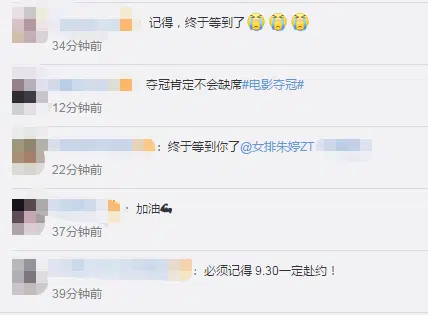 记得，终于等到了😭😭😭
34分钟前
夺冠肯定不会缺席#电影夺冠#
12分钟前
：终于等到你了@女排朱婷ZT
22分钟前
：加油💪
37分钟前
：必须记得 9.30一定赴约！
39分钟前